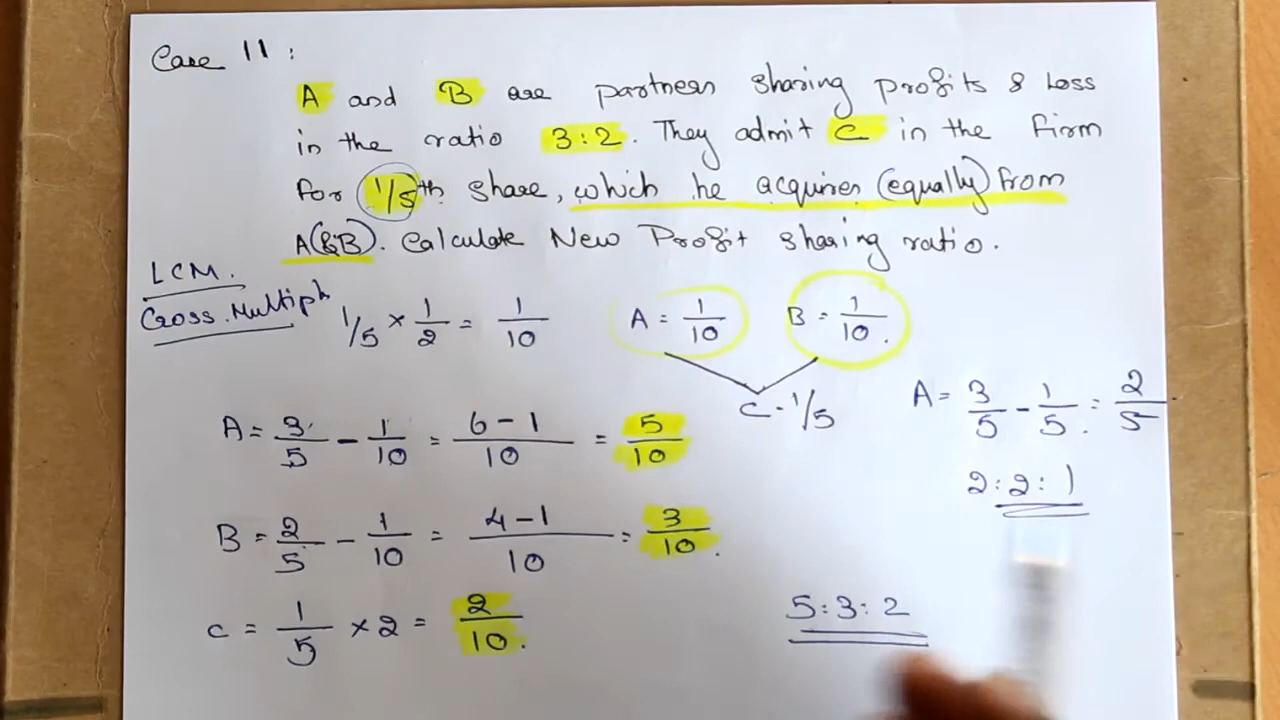 Case 11 :
A and B are partners sharing profits & Loss
in the ratio 3:2. They admit C in the Firm
for 1/5th share, which he acquires (equally) from
A(&B). Calculate New Profit sharing ratio.
LCM.
Cross.Multiply
1/5 × 1/2 = 1/10
A = 1/10 B = 1/10.
C - 1/5
A = 3/5 - 1/5. = 2/5
2:2:1
A = 3/5 - 1/10 = 6-1/10 = 5/10
B = 2/5 - 1/10 = 4-1/10 = 3/10.
C = 1/5 × 2 = 2/10.
5:3:2